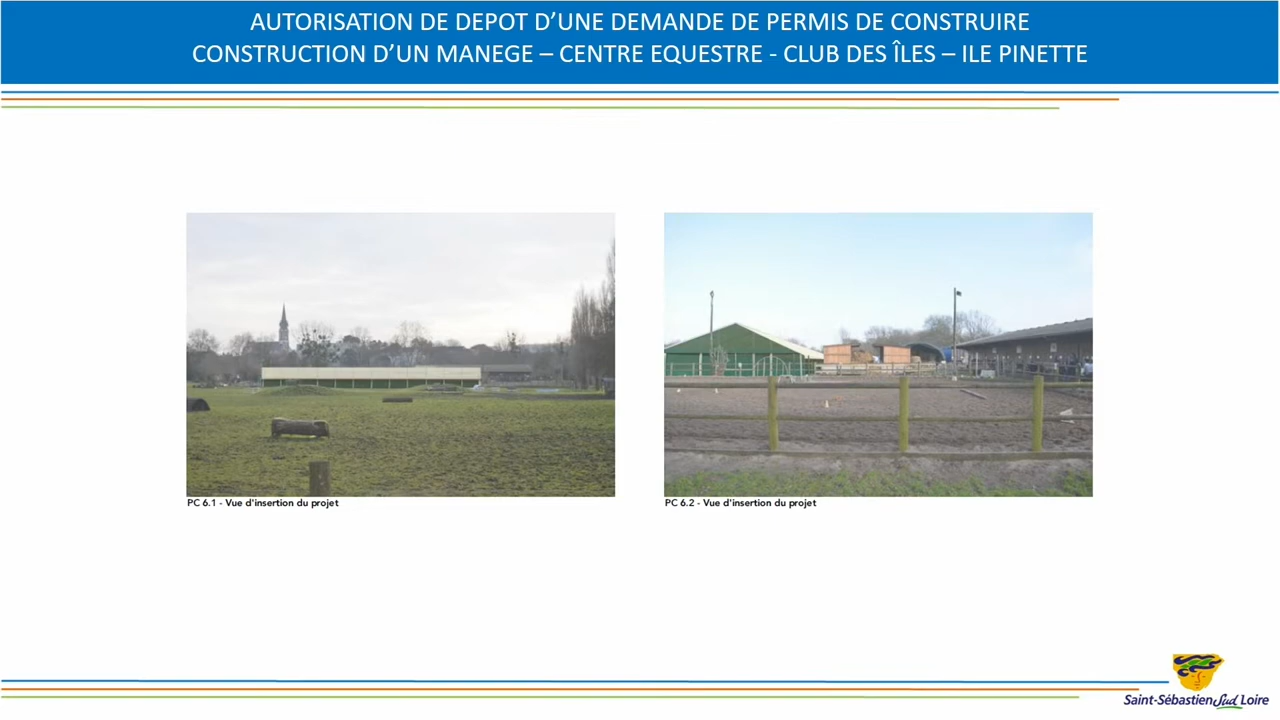 AUTORISATION DE DEPOT D’UNE DEMANDE DE PERMIS DE CONSTRUIRE
CONSTRUCTION D’UN MANEGE – CENTRE EQUESTRE - CLUB DES ÎLES – ILE PINETTE
PC 6.1 - Vue d'insertion du projet
PC 6.2 - Vue d'insertion du projet
Saint-Sébastien Sud Loire